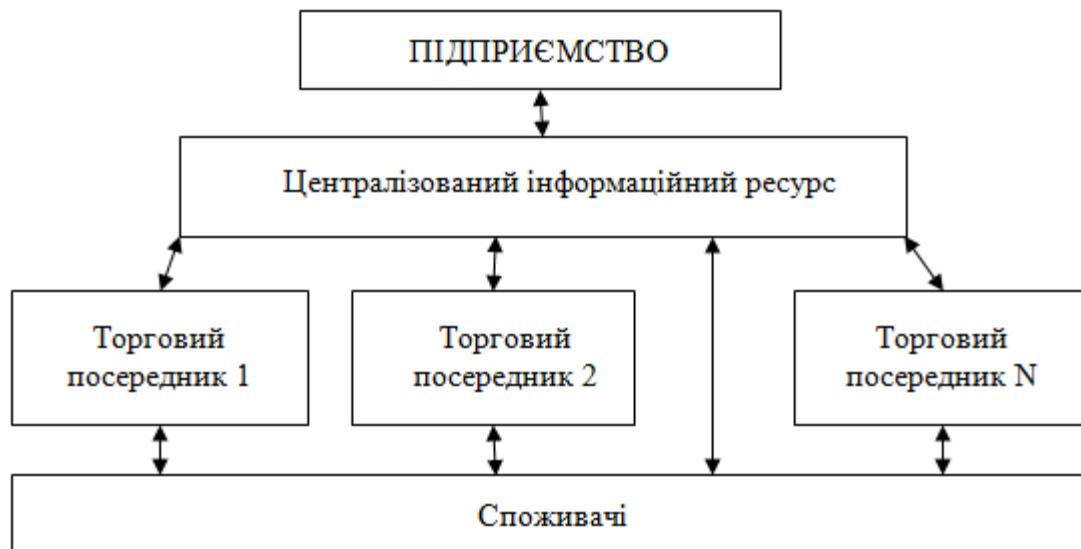 ПІДПРИЄМСТВО
Централізований інформаційний ресурс
Торговий
посередник 1
Торговий
посередник 2
Торговий
посередник N
Споживачі